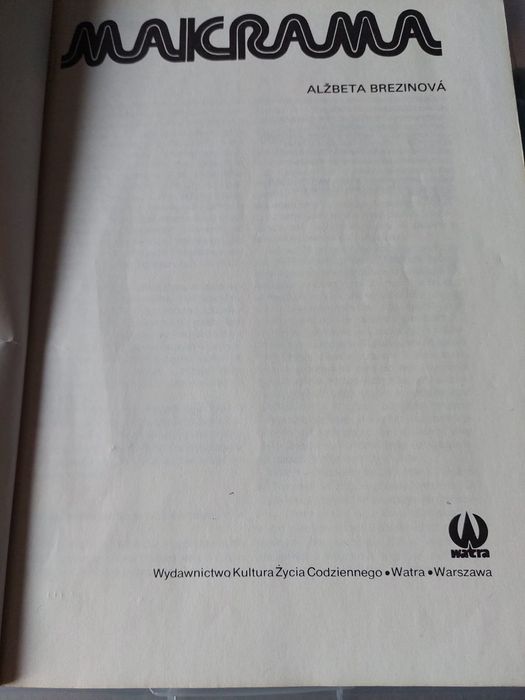 MAKRAMA
ALŽBETA BREZINOVÁ
watra
Wydawnictwo Kultura Życia Codziennego • Watra • Warszawa